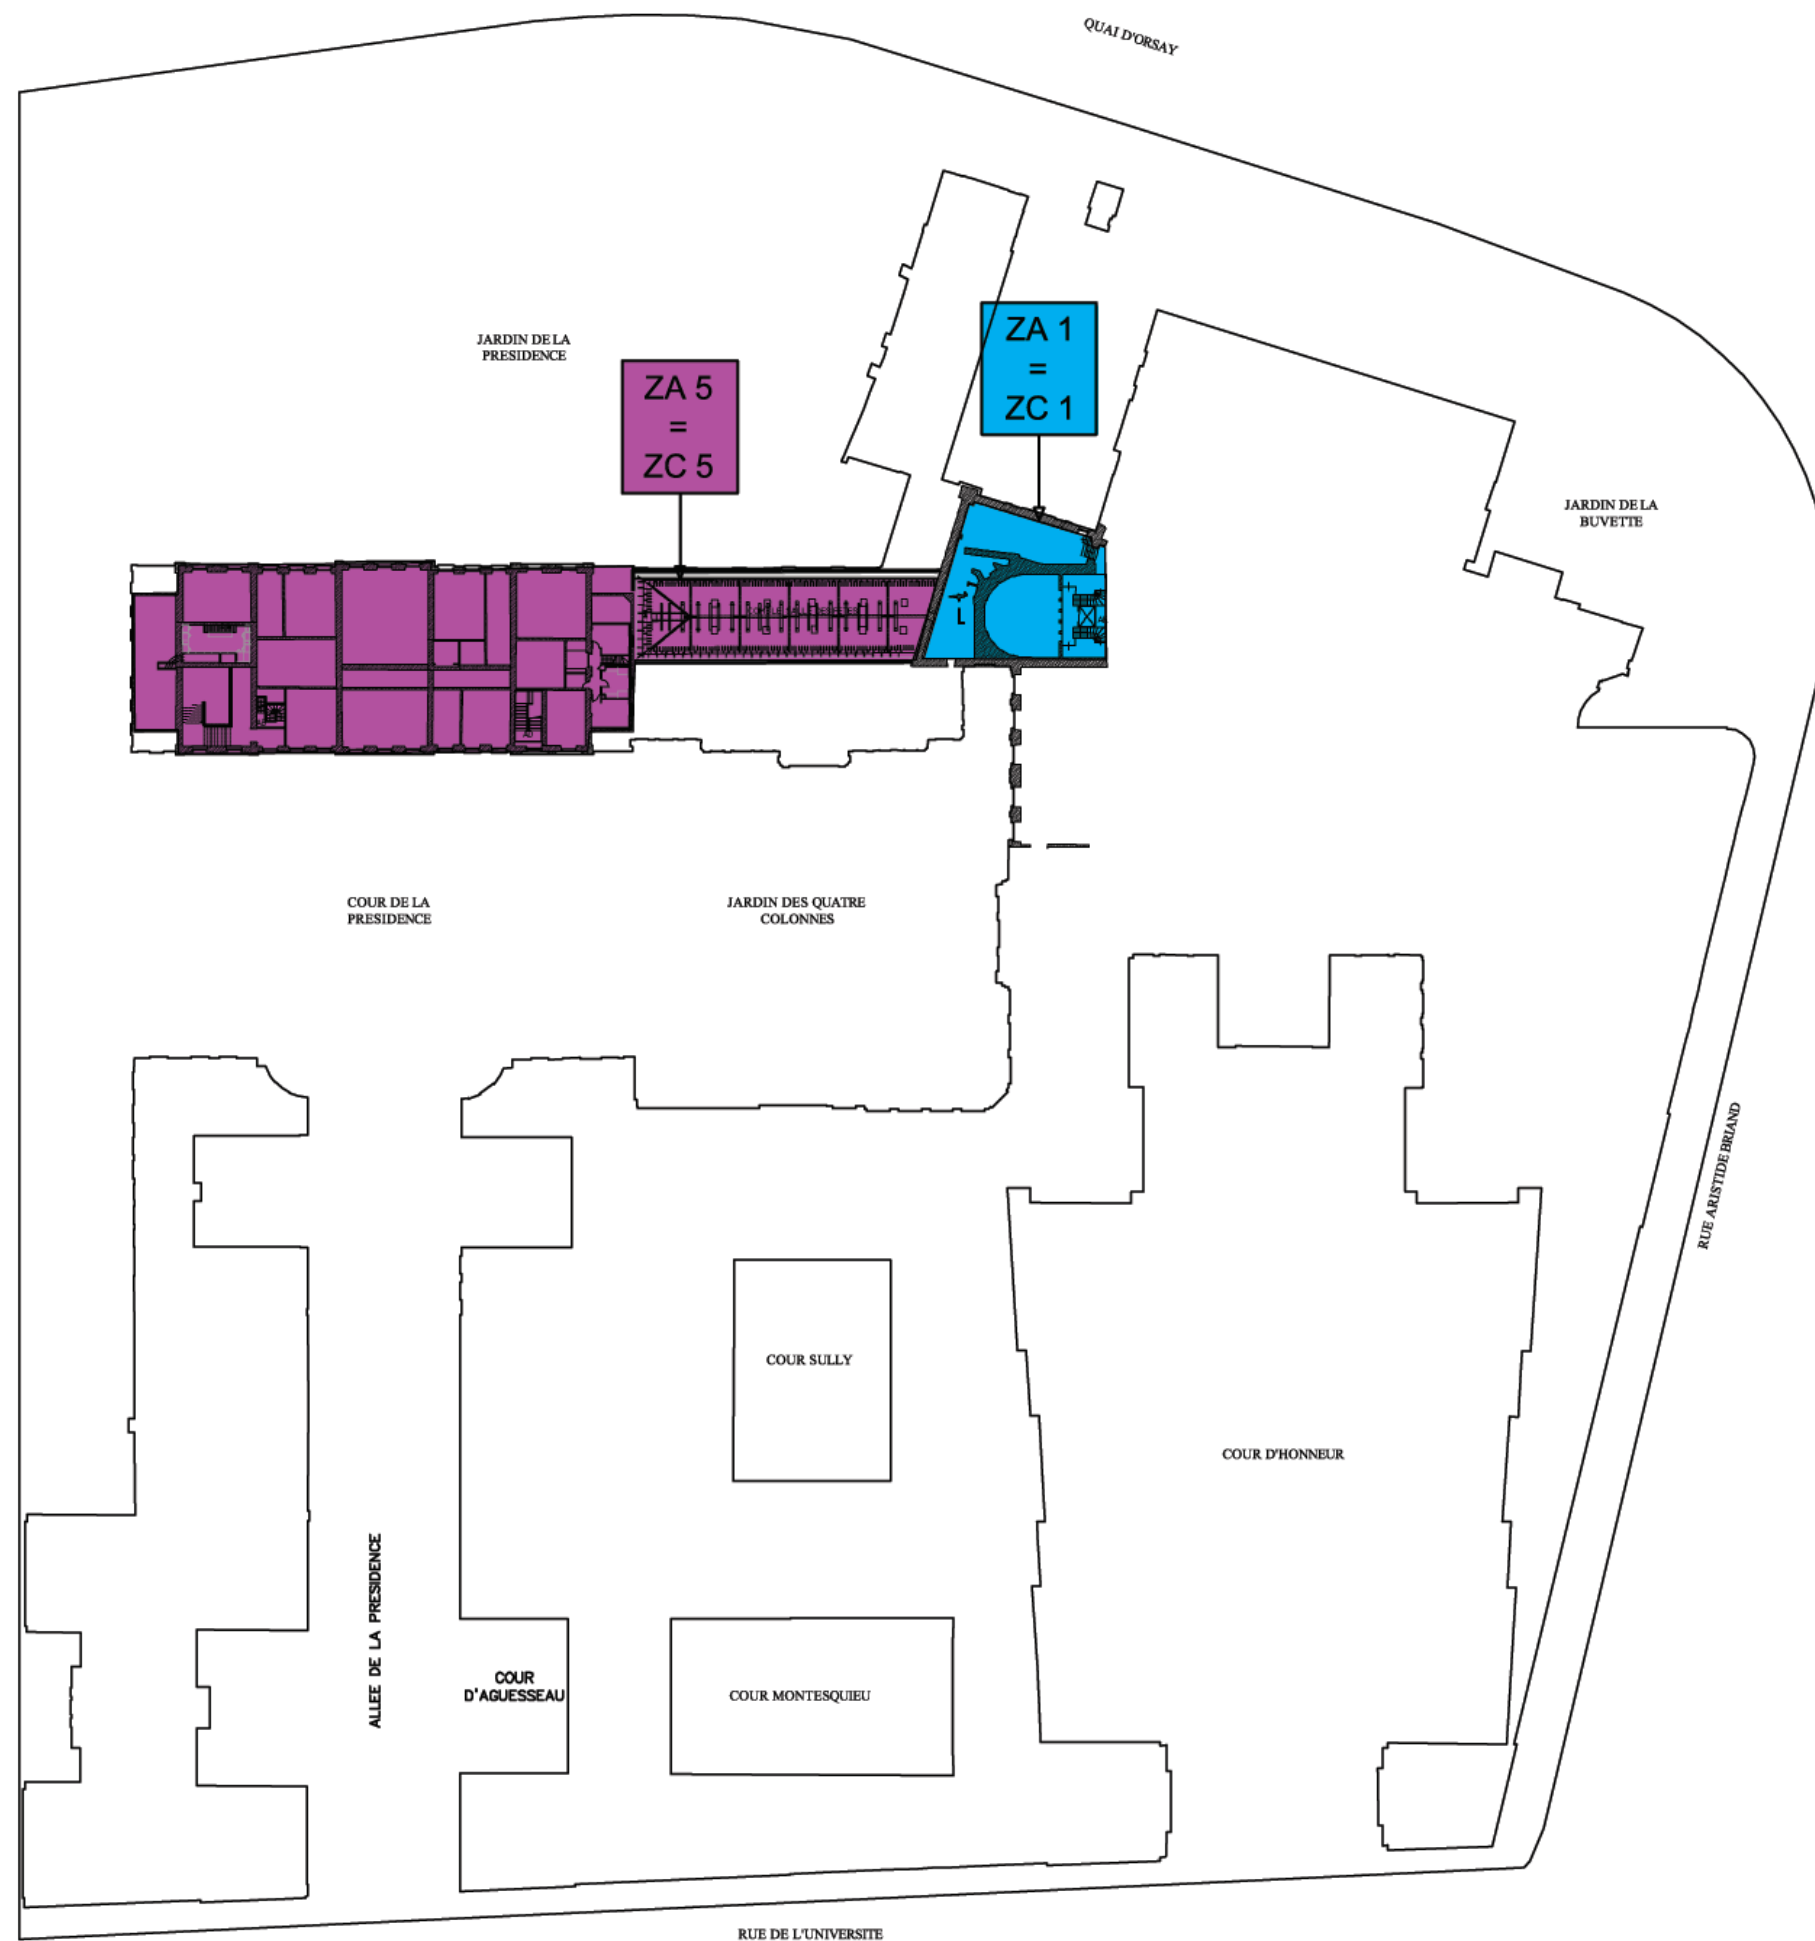 QUAI D'ORSAY
ZA 1
=
ZC 1
JARDIN DE LA
PRESIDENCE
ZA 5
=
ZC 5
JARDIN DE LA
BUVETTE
COUR DE LA
PRESIDENCE
JARDIN DES QUATRE
COLONNES
RUE ARISTIDE BRIAND
COUR SULLY
COUR D'HONNEUR
ALLEE DE LA PRESIDENCE
COUR
D'AGUESSEAU
COUR MONTESQUIEU
RUE DE L'UNIVERSITE